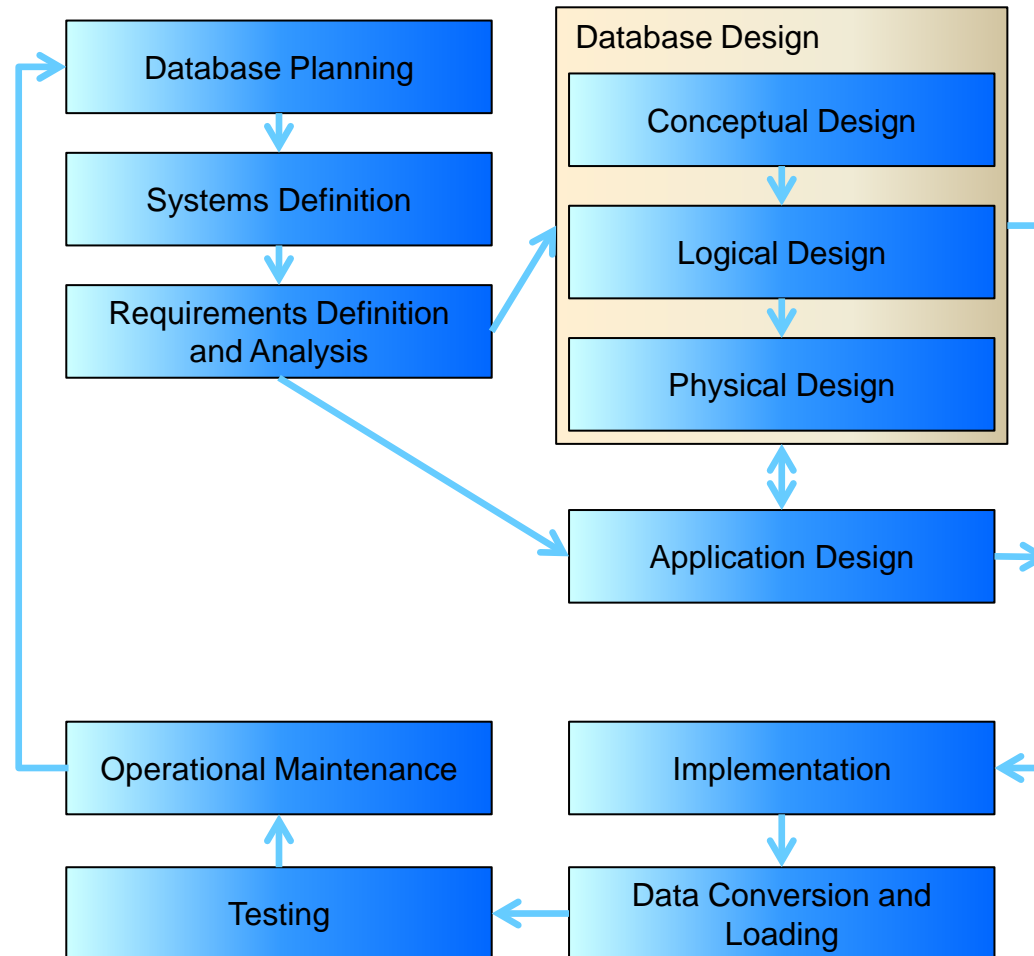 Database Planning
Systems Definition
Requirements Definition
and Analysis
Database Design
Conceptual Design
Logical Design
Physical Design
Application Design
Operational Maintenance
Implementation
Testing
Data Conversion and
Loading